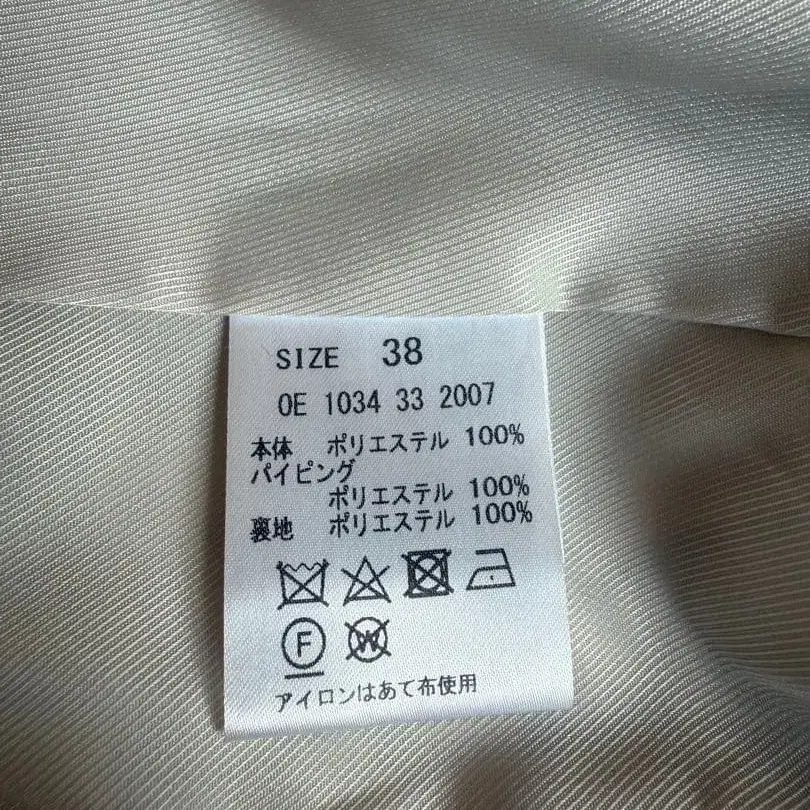 SIZE 38
OE 1034 33 2007
本体 ポリエステル 100%
パイピング
ポリエステル 100%
裏地 ポリエステル 100%
F W
アイロンはあて布使用